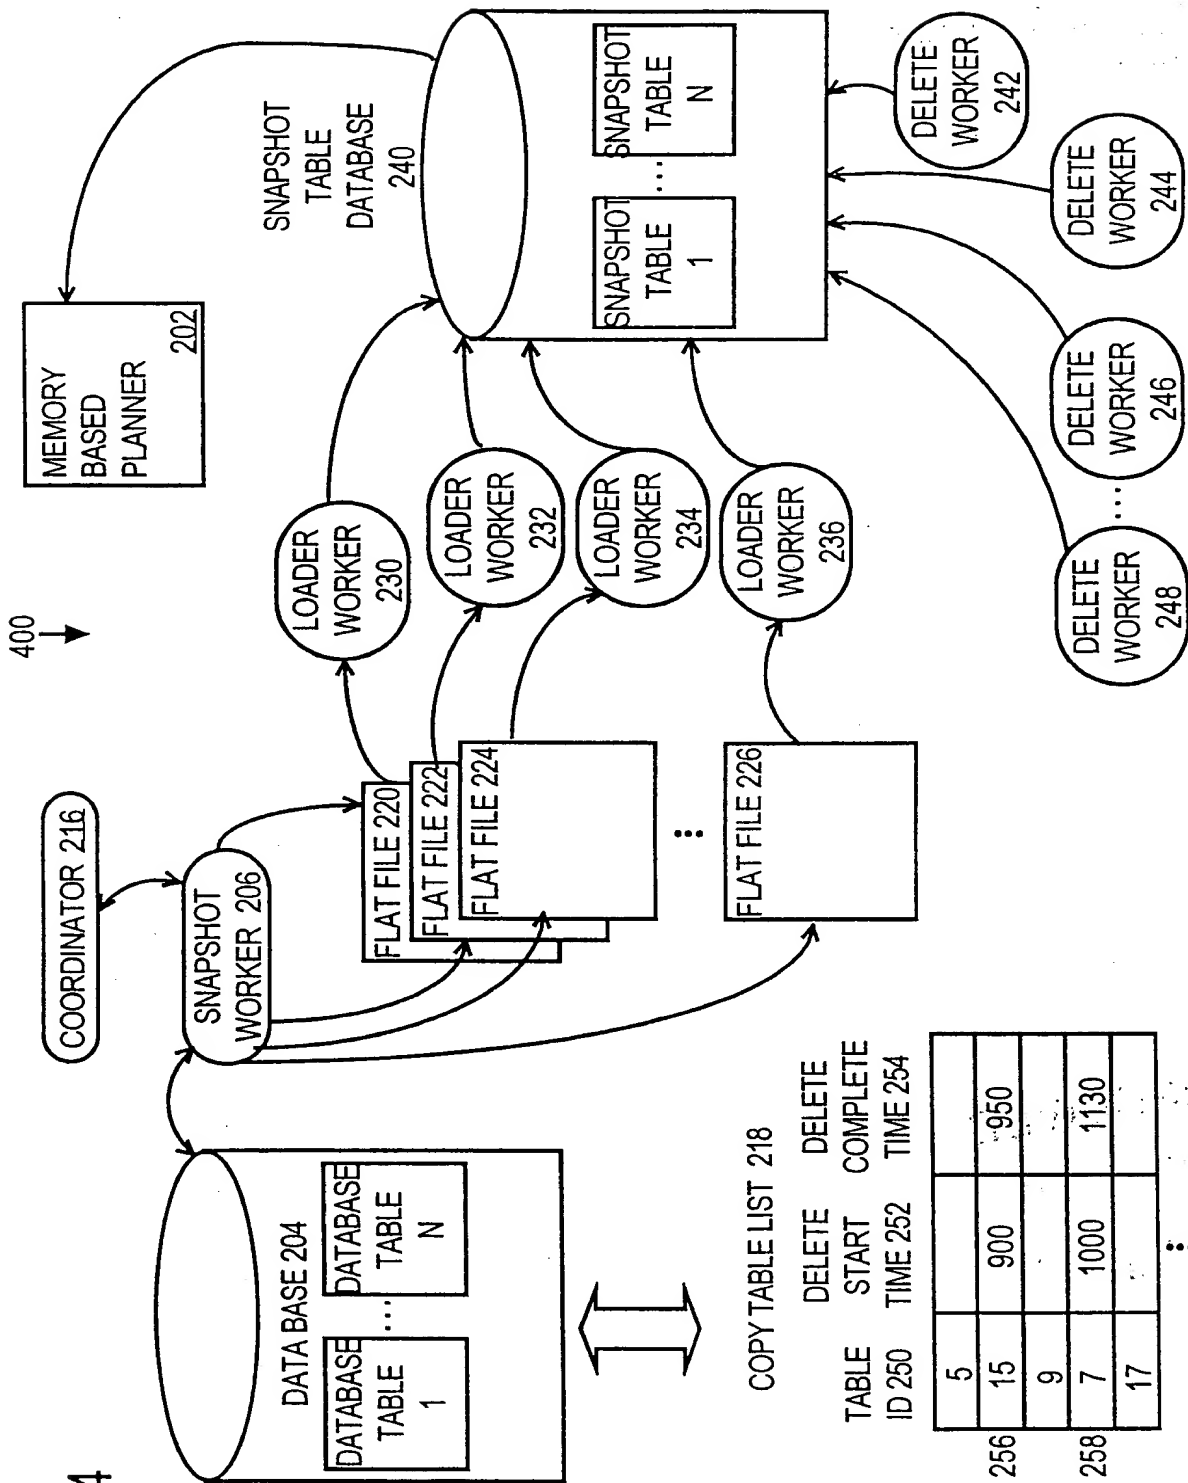 400
COORDINATOR 216
SNAPSHOT
WORKER 206
DATA BASE 204
DATABASE
TABLE
1
...
DATABASE
TABLE
N
COPY TABLE LIST 218
TABLE
ID 250
DELETE
START
TIME 252
DELETE
COMPLETE
TIME 254
5
256
15
900
950
9
258
7
1000
1130
17
FLAT FILE 220
FLAT FILE 222
FLAT FILE 224
FLAT FILE 226
LOADER
WORKER
230
LOADER
WORKER
232
LOADER
WORKER
234
LOADER
WORKER
236
MEMORY
BASED
PLANNER
202
SNAPSHOT
TABLE
DATABASE
240
SNAPSHOT
TABLE
1
...
SNAPSHOT
TABLE
N
DELETE
WORKER
242
DELETE
WORKER
244
DELETE
WORKER
246
...
DELETE
WORKER
248